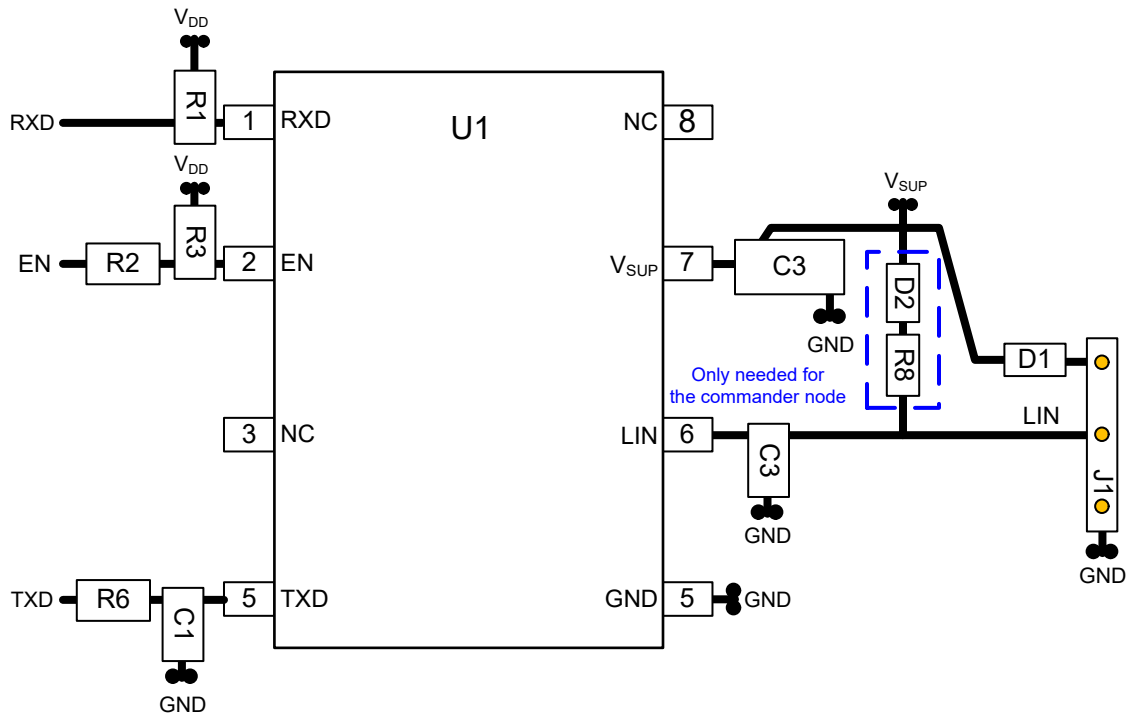 VDD
RXD
R1
1
RXD
U1
NC
8
VDD
EN
R2
R3
2
EN
VSUP
VSUP
7
C3
GND
D2
R8
D1
Only needed for
the commander node
3
NC
LIN
6
C3
GND
LIN
J1
GND
TXD
R6
C1
5
TXD
GND
GND
5
GND